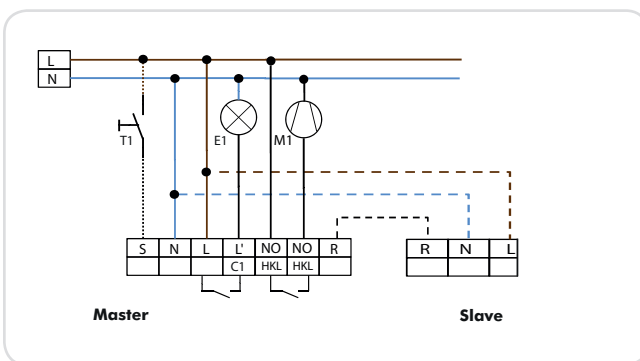 L
N
T1
E1
M1
S N L L' NO NO R
C1 HKL HKL
R N L
Master
Slave